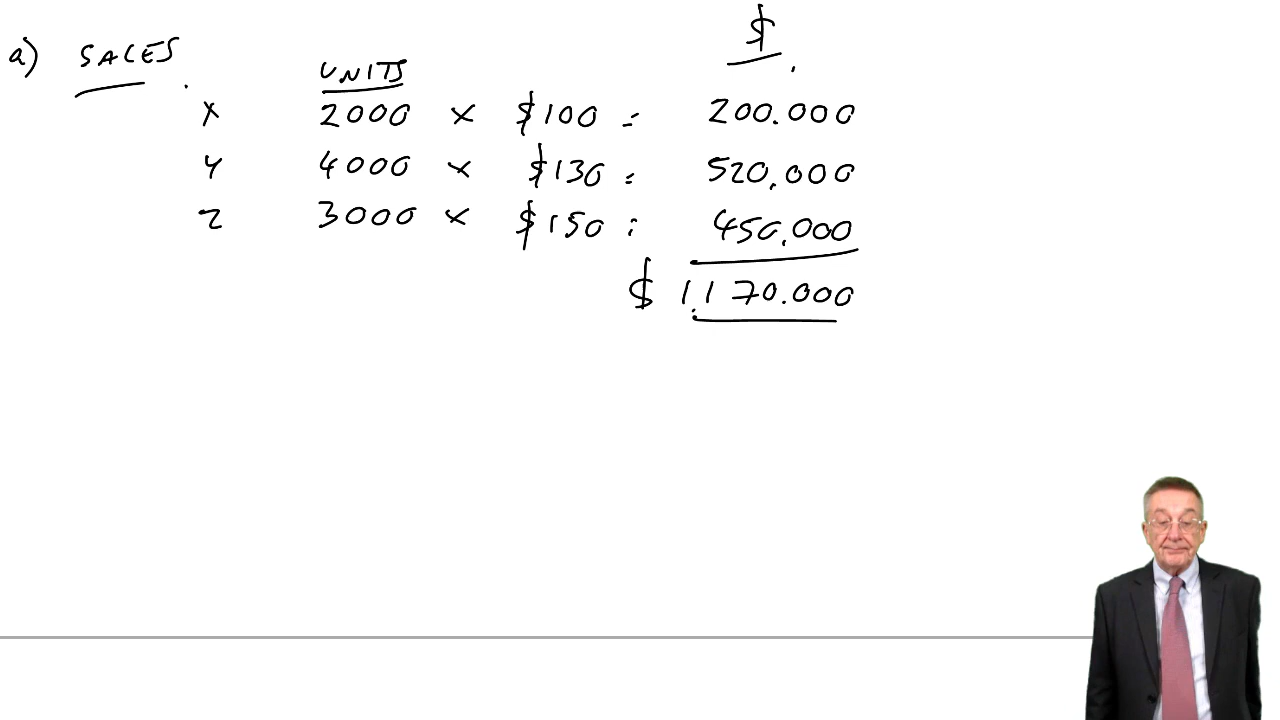 $
a) SALES
UNITS
X 2000 × $100 = 200.000
Y 4000 × $130 = 520,000
Z 3000 × $150 = 450,000
$ 1,170.000